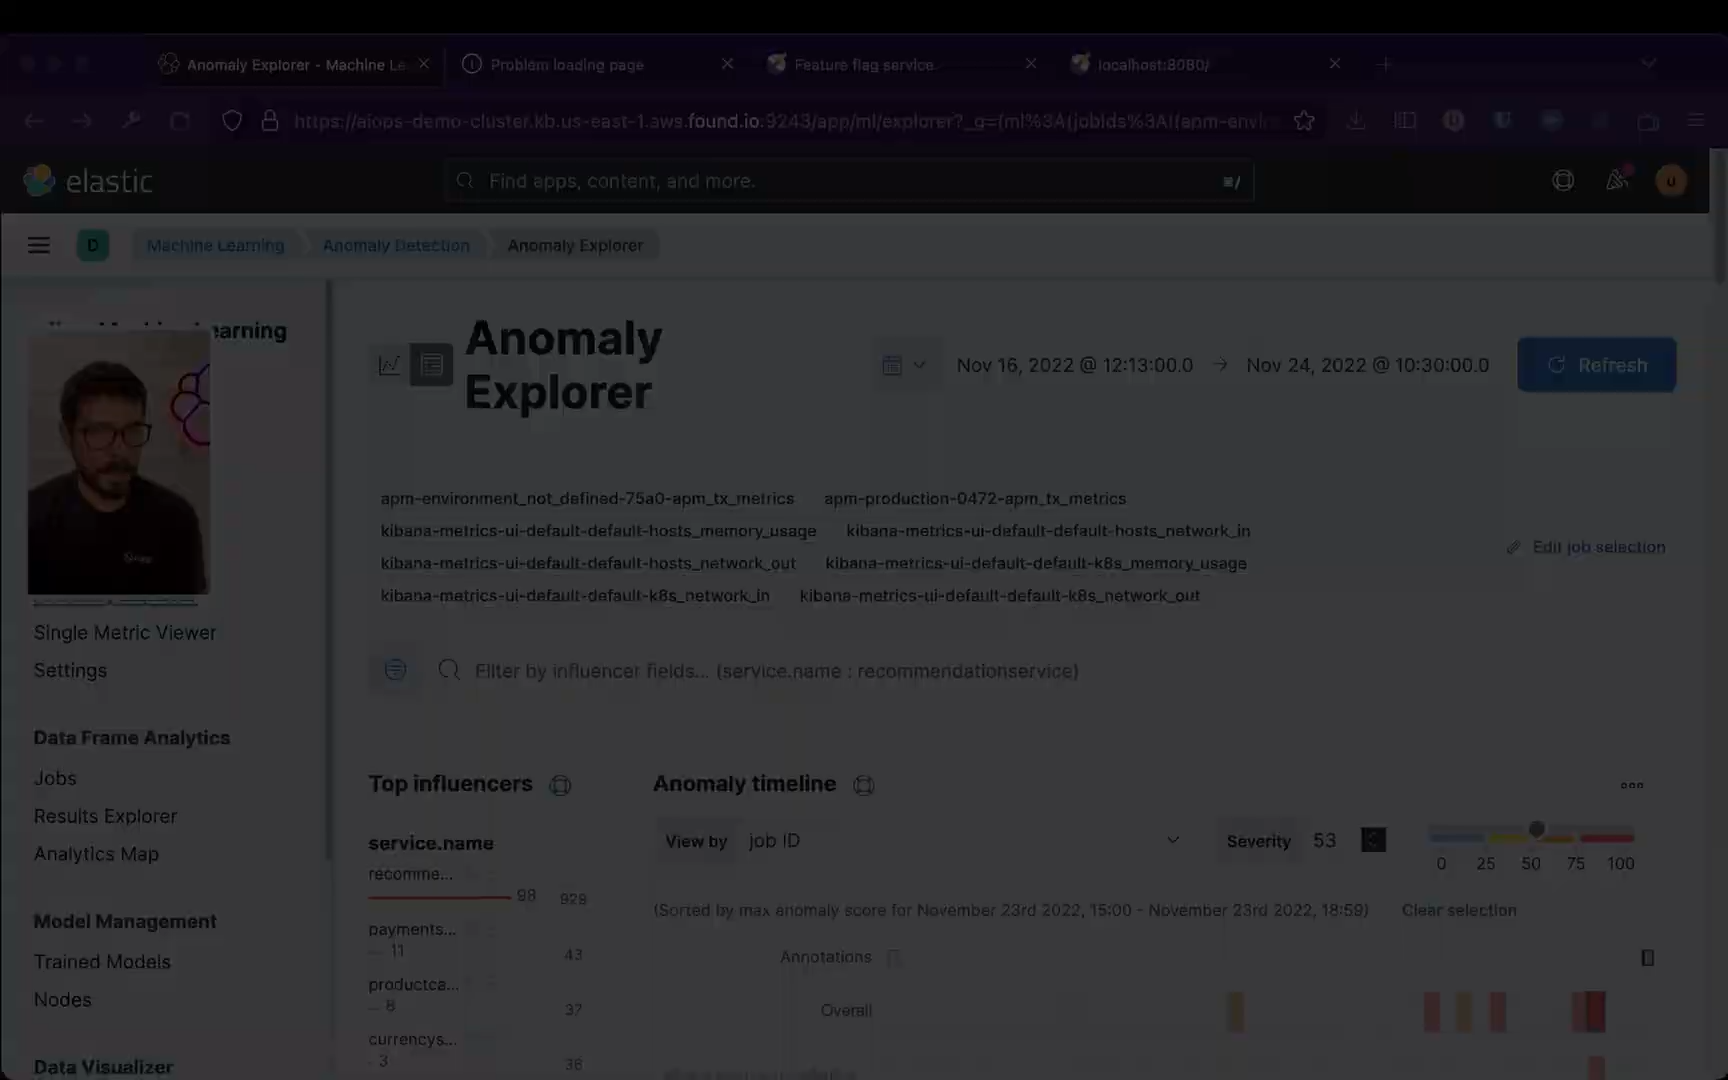 Anomaly Explorer - Machine Le
Problem loading page
Feature flag service.
localhost:8080/
https://aiops-demo-cluster.kb.us-east-1.aws.found.io:9243/app/ml/explorer?_g=(ml%3A(jobIds%3A!(apm-envir
elastic
Find apps, content, and more.
⌘/
u
D
Machine Learning
Anomaly Detection
Anomaly Explorer
Anomaly
Explorer
Nov 16, 2022 @ 12:13:00.0 → Nov 24, 2022 @ 10:30:00.0
Refresh
apm-environment_not_defined-75a0-apm_tx_metrics apm-production-0472-apm_tx_metrics
kibana-metrics-ui-default-default-hosts_memory_usage kibana-metrics-ui-default-default-hosts_network_in
kibana-metrics-ui-default-default-hosts_network_out kibana-metrics-ui-default-default-k8s_memory_usage
kibana-metrics-ui-default-default-k8s_network_in kibana-metrics-ui-default-default-k8s_network_out
Edit job selection
Filter by influencer fields... (service.name : recommendationservice)
Single Metric Viewer
Settings
Data Frame Analytics
Jobs
Results Explorer
Analytics Map
Model Management
Trained Models
Nodes
Data Visualizer
Top influencers
service.name
recomme...
98 929
payments...
11 43
productca...
8 37
currencys...
3 36
Anomaly timeline
View by job ID
Severity 53
0 25 50 75 100
(Sorted by max anomaly score for November 23rd 2022, 15:00 - November 23rd 2022, 18:59)
Clear selection
Annotations
Overall